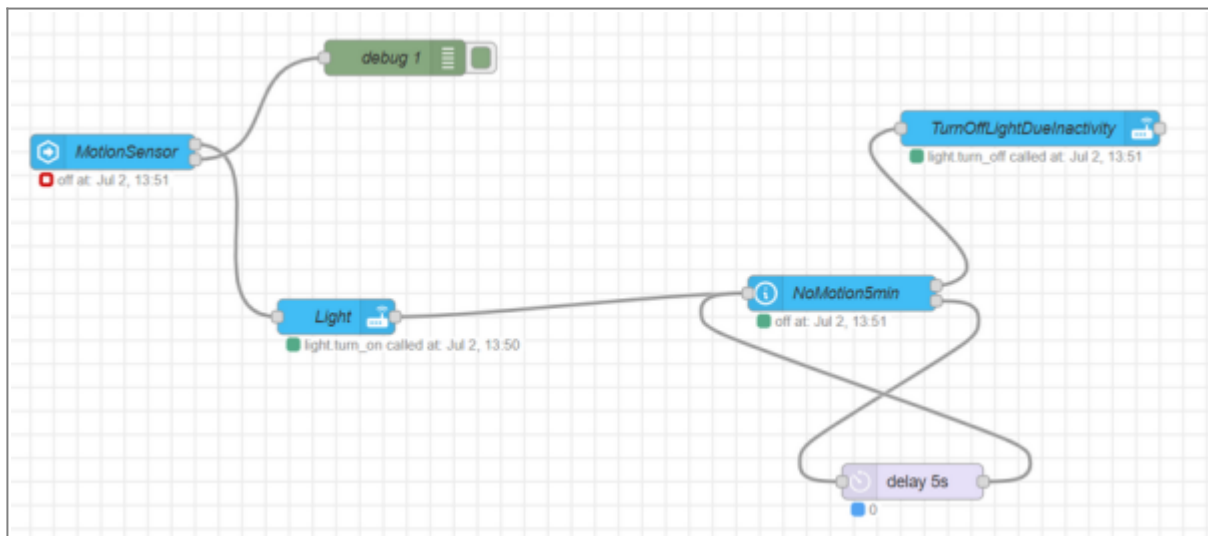 debug 1
MotionSensor
off at: Jul 2, 13:51
TurnOffLightDueInactivity
light.turn_off called at: Jul 2, 13:51
NoMotion5min
off at: Jul 2, 13:51
Light
light.turn_on called at: Jul 2, 13:50
delay 5s
0